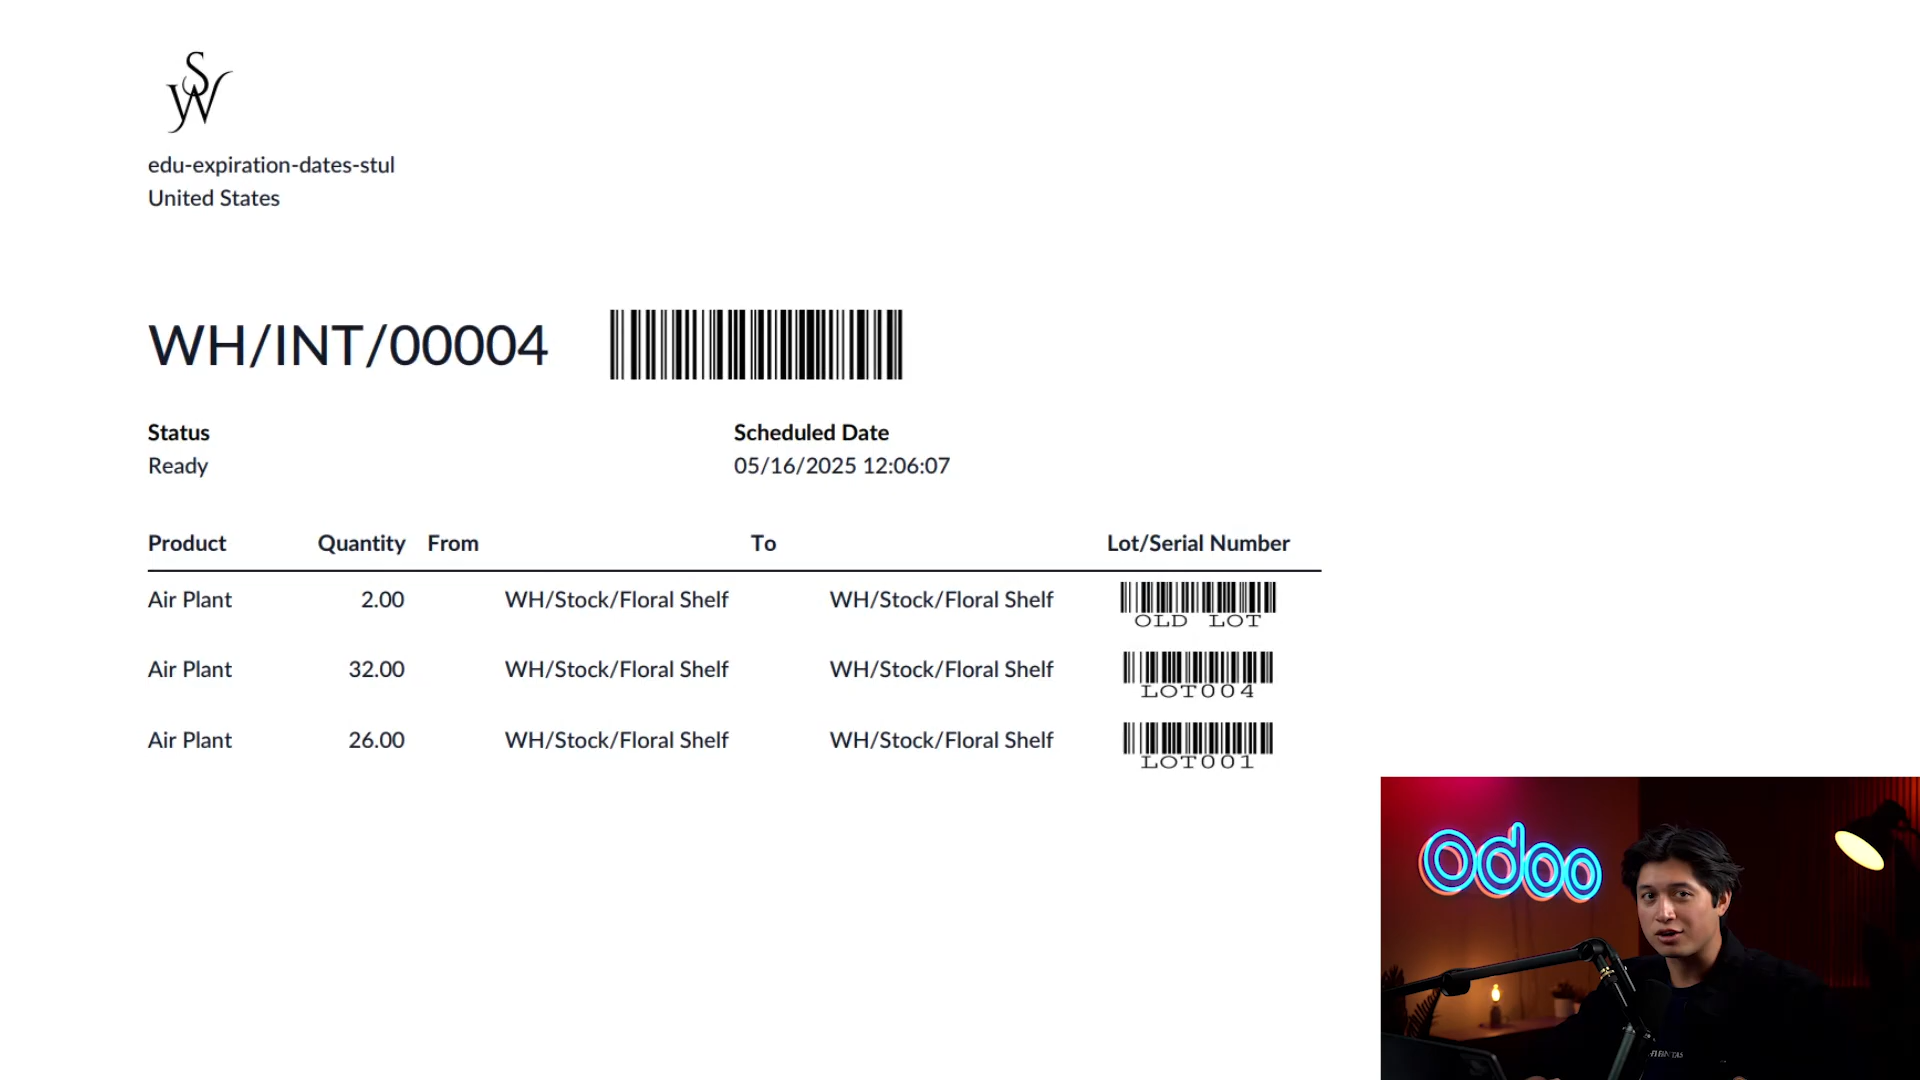 SW
edu-expiration-dates-stul
United States
WH/INT/00004
Status Scheduled Date
Ready 05/16/2025 12:06:07
Product Quantity From To Lot/Serial Number
Air Plant 2.00 WH/Stock/Floral Shelf WH/Stock/Floral Shelf OLD LOT
Air Plant 32.00 WH/Stock/Floral Shelf WH/Stock/Floral Shelf LOT004
Air Plant 26.00 WH/Stock/Floral Shelf WH/Stock/Floral Shelf LOT001
odoo